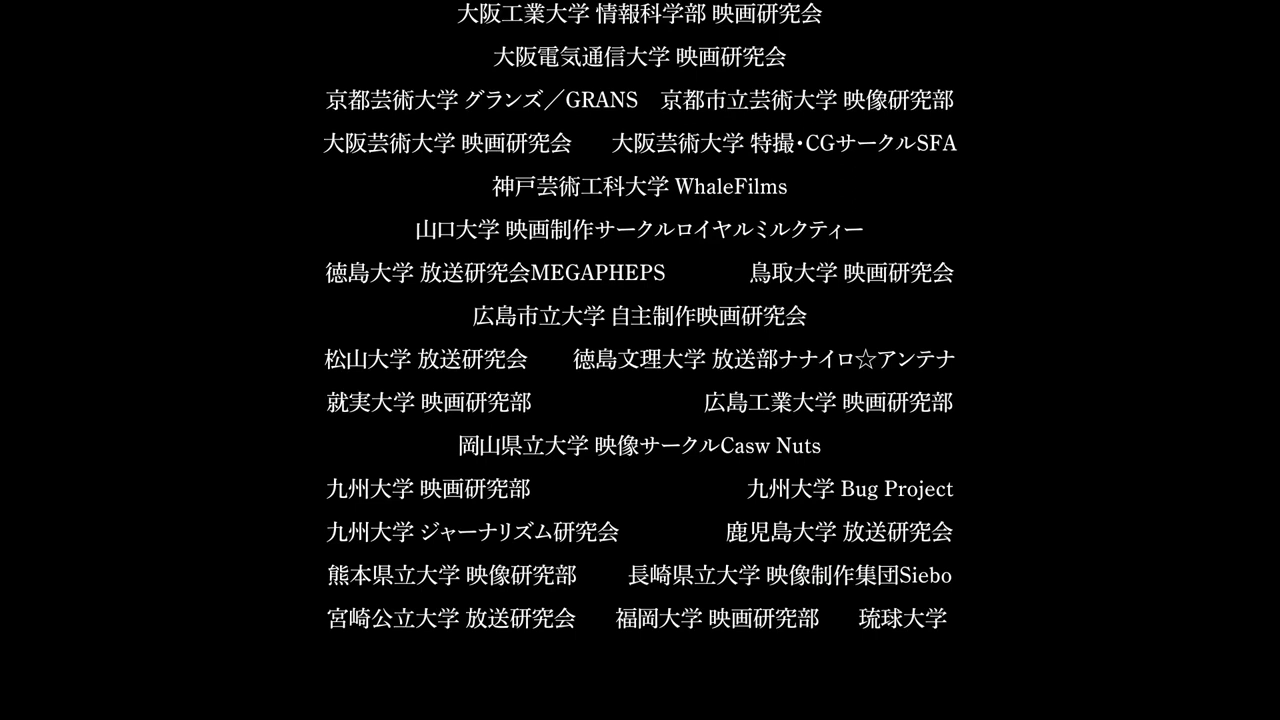 大阪工業大学 情報科学部 映画研究会
大阪電気通信大学 映画研究会
京都芸術大学 グランズ／GRANS　京都市立芸術大学 映像研究部
大阪芸術大学 映画研究会　大阪芸術大学 特撮・CGサークルSFA
神戸芸術工科大学 WhaleFilms
山口大学 映画制作サークルロイヤルミルクティー
徳島大学 放送研究会MEGAPHEPS　鳥取大学 映画研究会
広島市立大学 自主制作映画研究会
松山大学 放送研究会　徳島文理大学 放送部ナナイロ☆アンテナ
就実大学 映画研究部　広島工業大学 映画研究部
岡山県立大学 映像サークルCasw Nuts
九州大学 映画研究部　九州大学 Bug Project
九州大学 ジャーナリズム研究会　鹿児島大学 放送研究会
熊本県立大学 映像研究部　長崎県立大学 映像制作集団Siebo
宮崎公立大学 放送研究会　福岡大学 映画研究部　琉球大学